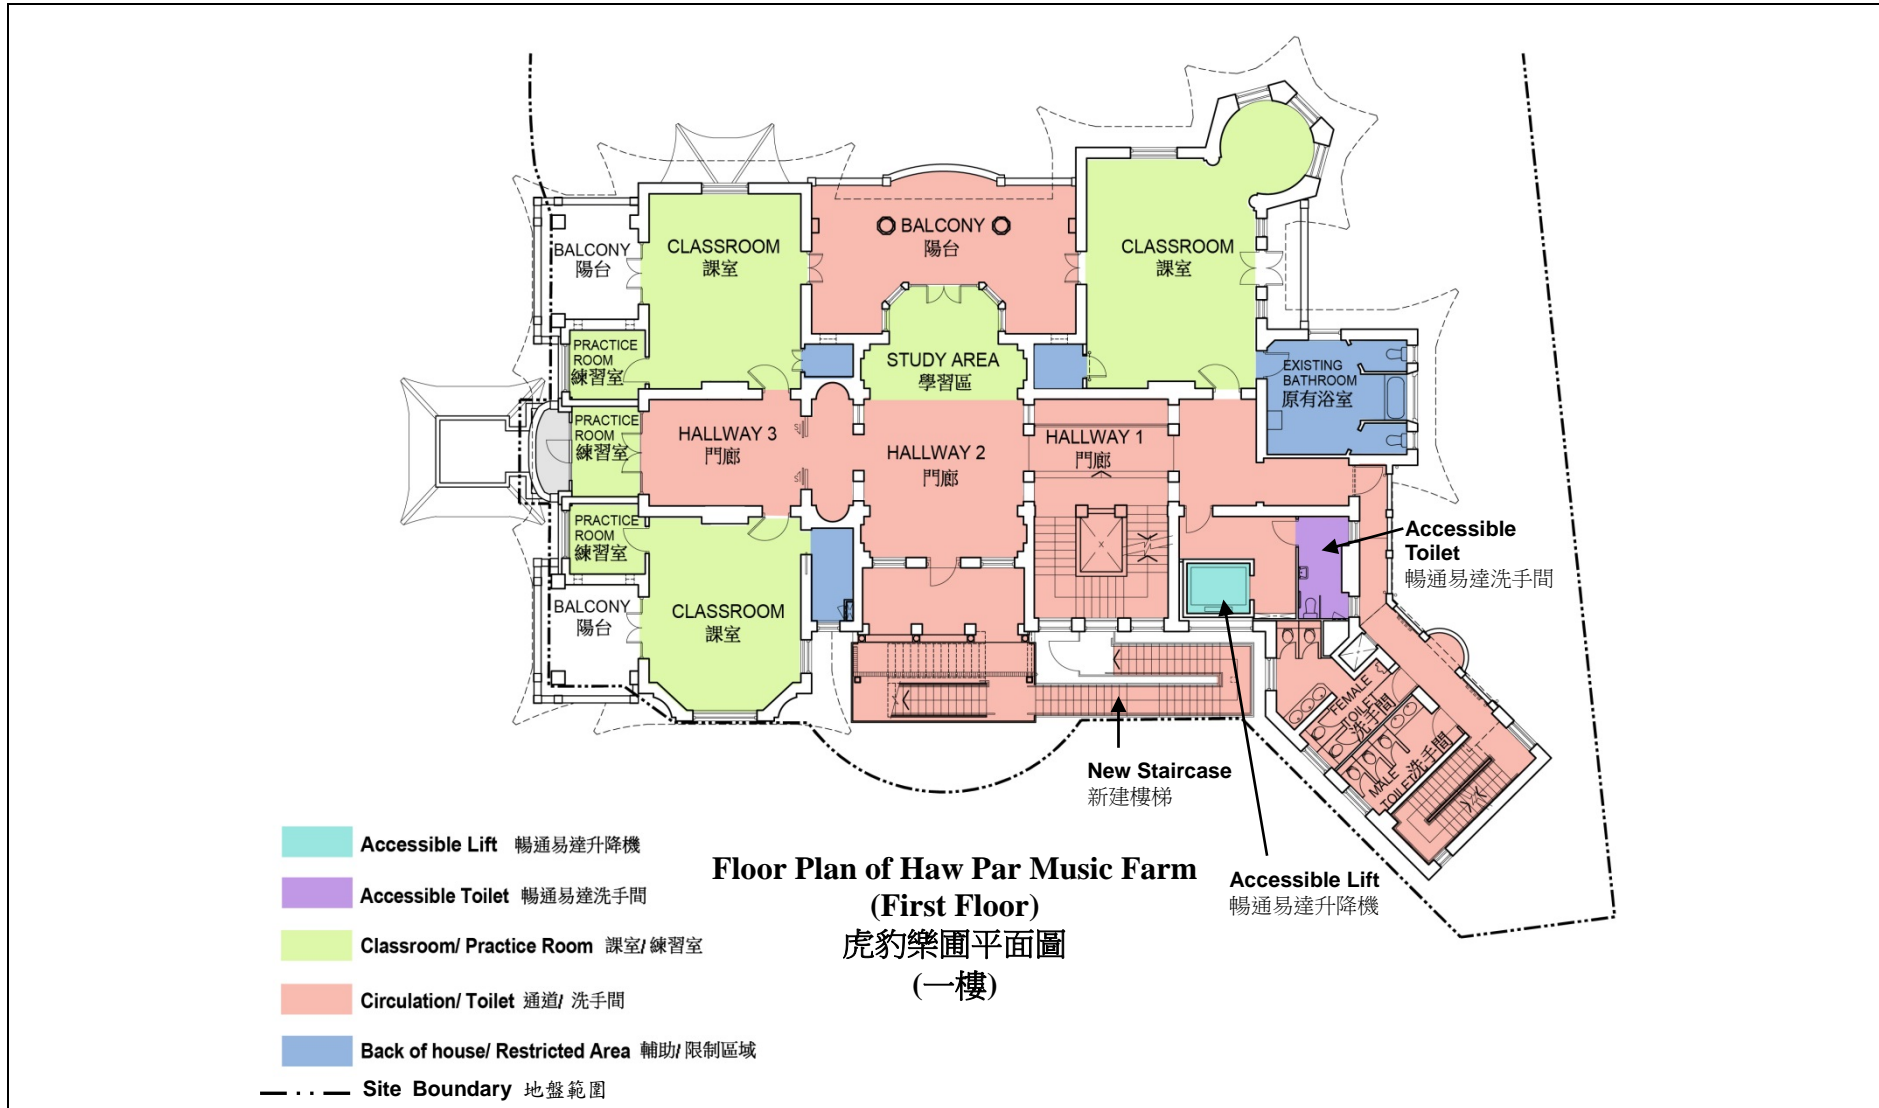 BALCONY
陽台
CLASSROOM
課室
BALCONY
陽台
CLASSROOM
課室
PRACTICE
ROOM
練習室
STUDY AREA
學習區
EXISTING
BATHROOM
原有浴室
PRACTICE
ROOM
練習室
HALLWAY 3
門廊
HALLWAY 2
門廊
HALLWAY 1
門廊
PRACTICE
ROOM
練習室
Accessible
Toilet
暢通易達洗手間
BALCONY
陽台
CLASSROOM
課室
FEMALE
TOILET
洗手間
MALE
TOILET
洗手間
New Staircase
新建樓梯
Accessible Lift
暢通易達升降機
Floor Plan of Haw Par Music Farm
(First Floor)
虎豹樂圃平面圖
(一樓)
Accessible Lift 暢通易達升降機
Accessible Toilet 暢通易達洗手間
Classroom/ Practice Room 課室/ 練習室
Circulation/ Toilet 通道/ 洗手間
Back of house/ Restricted Area 輔助/ 限制區域
Site Boundary 地盤範圍